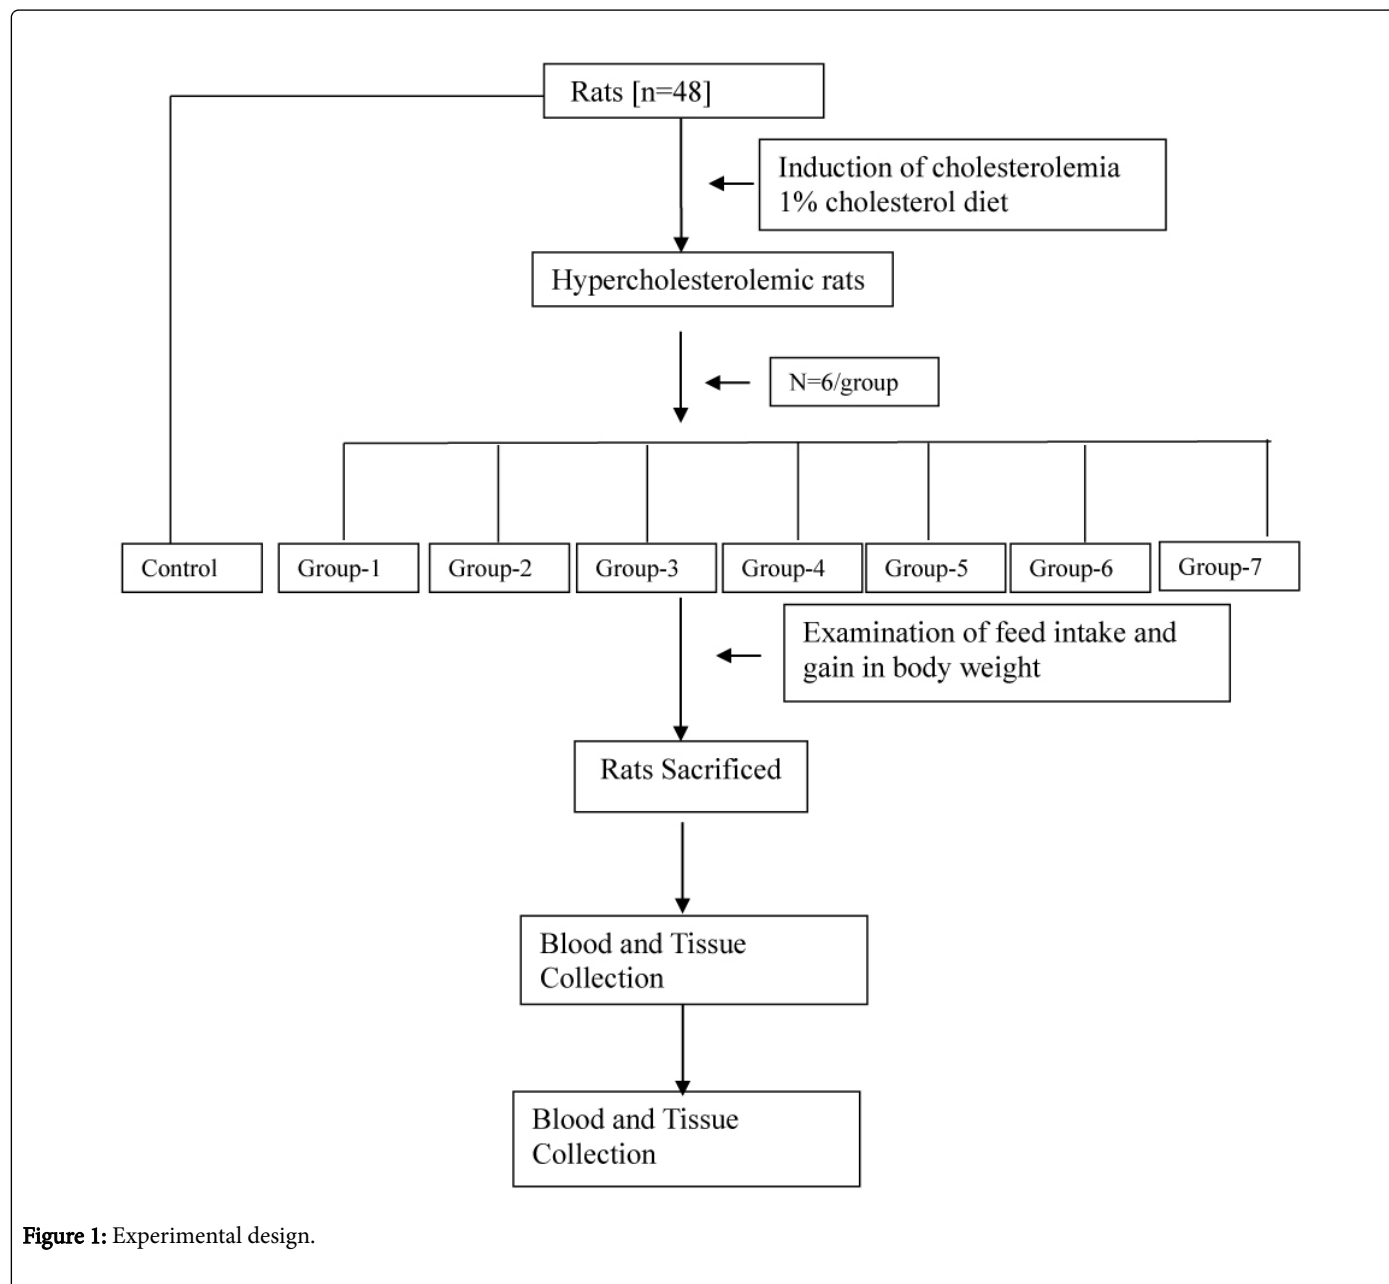 Rats [n=48]
Induction of cholesterolemia
1% cholesterol diet
Hypercholesterolemic rats
N=6/group
Control
Group-1
Group-2
Group-3
Group-4
Group-5
Group-6
Group-7
Examination of feed intake and
gain in body weight
Rats Sacrificed
Blood and Tissue
Collection
Blood and Tissue
Collection
Figure 1: Experimental design.